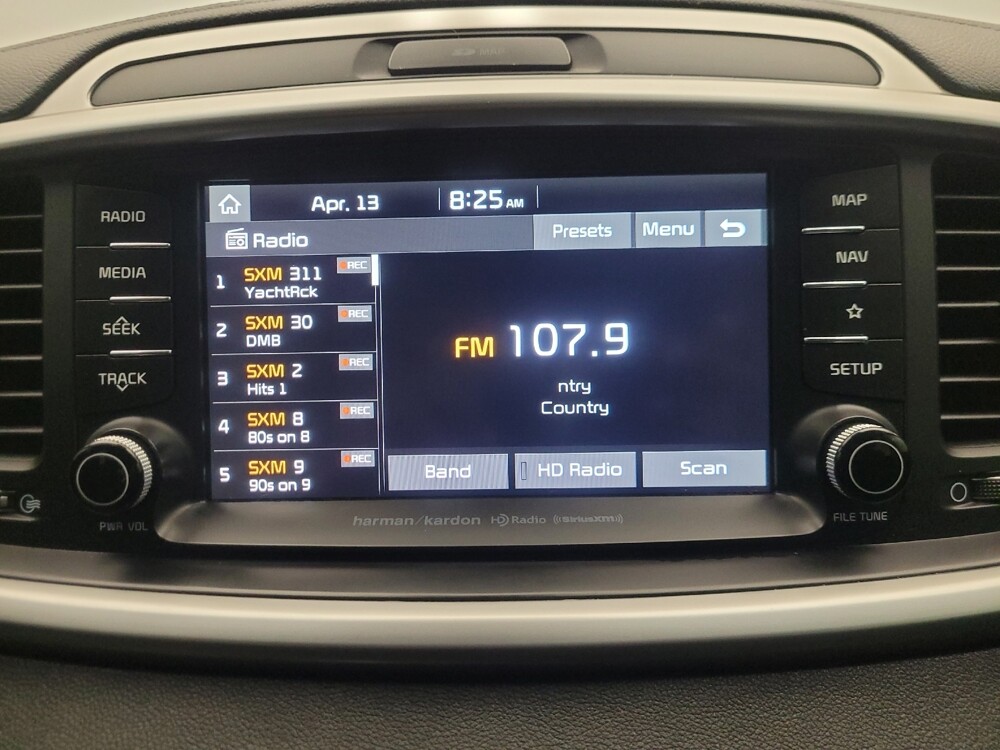 MAP
Apr. 13 8:25 AM
Radio Presets Menu
1 SXM 311 REC
YachtRck
2 SXM 30 REC
DMB
3 SXM 2 REC
Hits 1
4 SXM 8 REC
80s on 8
5 SXM 9 REC
90s on 9
FM 107.9
ntry
Country
Band HD Radio Scan
RADIO
MEDIA
SEEK
TRACK
PWR VOL
MAP
NAV
SETUP
FILE TUNE
harman/kardon HD Radio ((SiriusXM))